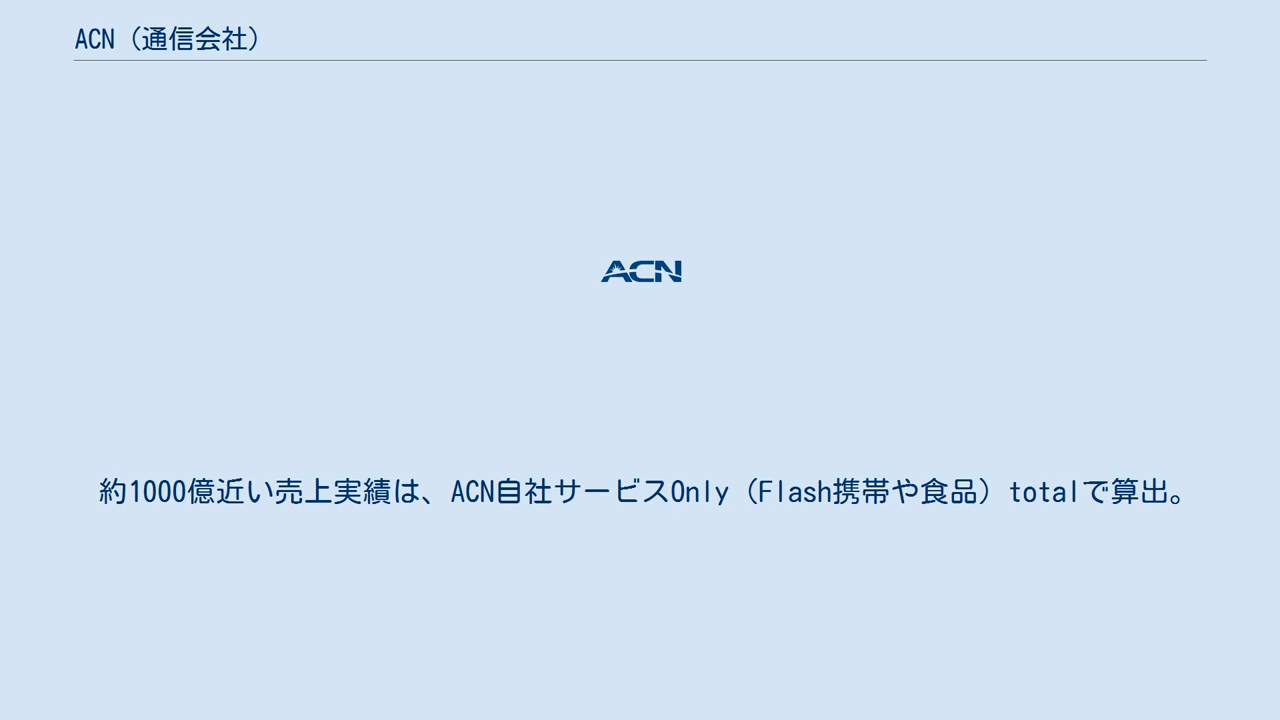 ACN（通信会社）
ACN
約1000億近い売上実績は、ACN自社サービスOnly（Flash携帯や食品）totalで算出。